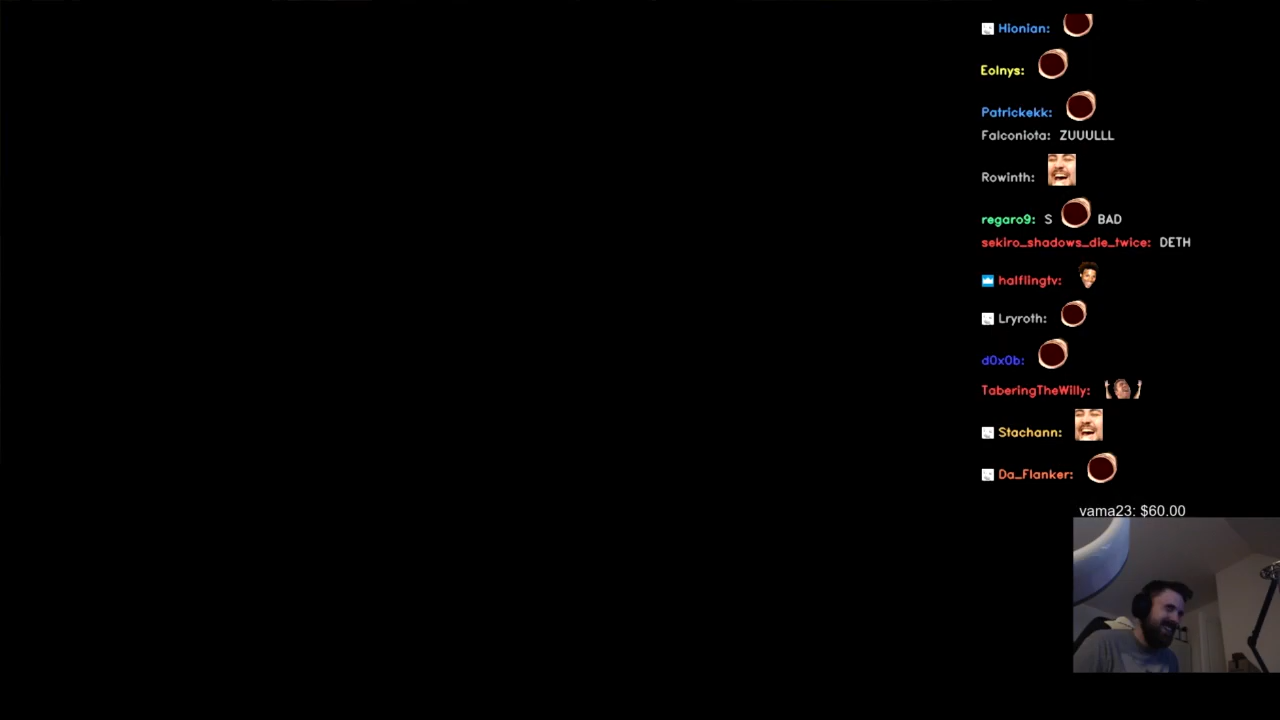 Hionian:
Eolnys:
Patrickekk:
Falconiota: ZUUULLL
Rowinth:
regaro9: S BAD
sekiro_shadows_die_twice: DETH
halflingtv:
Lryroth:
d0x0b:
TaberingTheWilly:
Stachann:
Da_Flanker:
vama23: $60.00